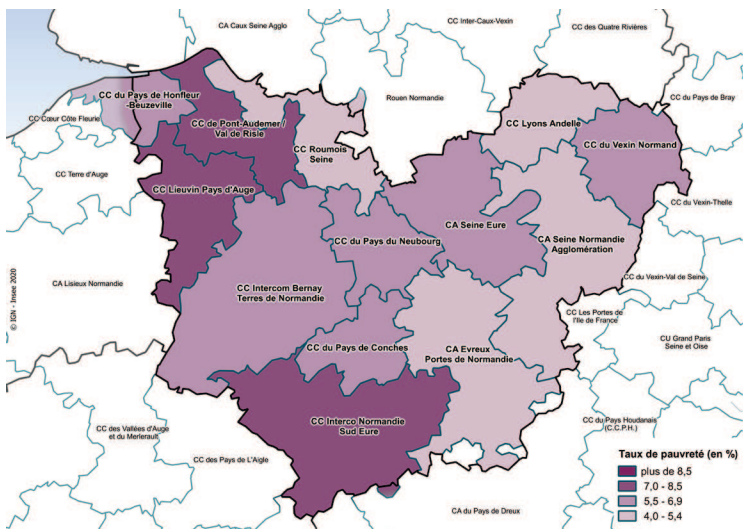 CA Caux Seine Agglo
CC Inter-Caux-Vexin
CC des Quatre Rivières
CC du Pays de Honfleur
-Beuzeville
Rouen Normandie
CC du Pays de Bray
CC Cœur Côte Fleurie
CC de Pont-Audemer /
Val de Risle
CC Lyons Andelle
CC Roumois
Seine
CC du Vexin Normand
CC Terre d'Auge
CC Lieuvin Pays d'Auge
CC du Vexin-Thelle
CA Seine Eure
CC du Pays du Neubourg
CA Seine Normandie
Agglomération
CA Lisieux Normandie
CC Intercom Bernay
Terres de Normandie
CC du Vexin-Val de Seine
© IGN - Insee 2020
CC Les Portes de
l'Ile de France
CC du Pays de Conches
CA Evreux
Portes de Normandie
CU Grand Paris
Seine et Oise
CC Interco Normandie
Sud Eure
CC des Vallées d'Auge
et du Merlerault
CC du Pays Houdanais
(C.C.P.H.)
CC des Pays de L'Aigle
CA du Pays de Dreux
Taux de pauvreté (en %)
plus de 8,5
7,0 - 8,5
5,5 - 6,9
4,0 - 5,4